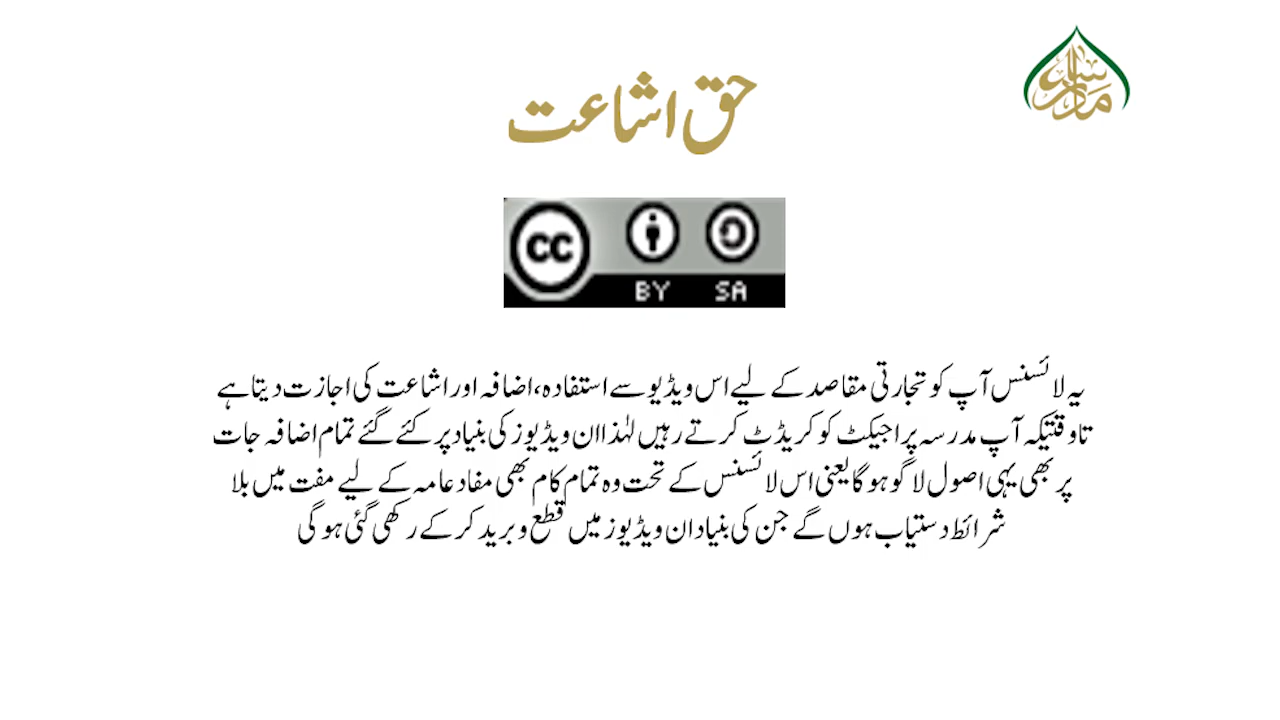 مدرسہ
حق اشاعت
CC BY SA
یہ لائسنس آپ کو تجارتی مقاصد کے لیے اس ویڈیو سے استفادہ، اضافہ اور اشاعت کی اجازت دیتا ہے
تاوقتیکہ آپ مدرسہ پراجیکٹ کو کریڈٹ کرتے رہیں لہٰذا ان ویڈیوز کی بنیاد پر کئے گئے تمام اضافہ جات
پر بھی یہی اصول لاگو ہوگا یعنی اس لائسنس کے تحت وہ تمام کام بھی مفاد عامہ کے لیے مفت میں بلا
شرائط دستیاب ہوں گے جن کی بنیاد ان ویڈیوز میں قطع و برید کر کے رکھی گئی ہو گی